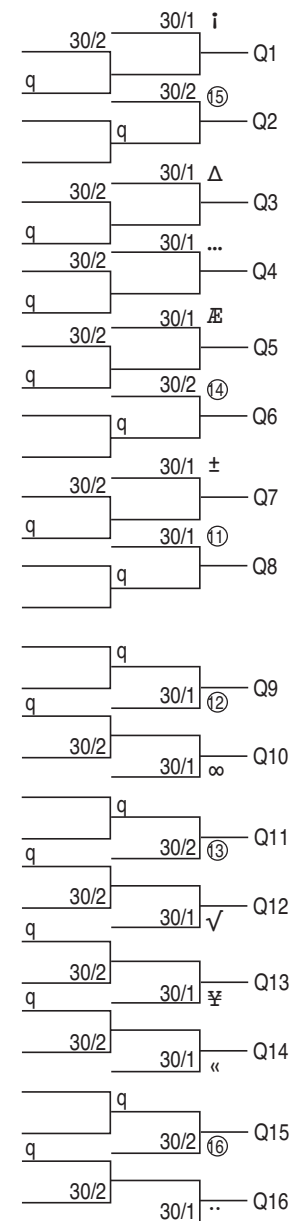 30/1 ¡
30/2
Q1
q
30/2 ⑮
Q2
q
30/1 Δ
30/2
Q3
q
30/1 …
30/2
Q4
q
30/1 Æ
30/2
Q5
q
30/2 ⑭
Q6
q
30/1 ±
30/2
Q7
q
30/1 ⑪
Q8
q
q
Q9
30/1 ⑫
q
Q10
30/2
30/1 ∞
q
Q11
30/2 ⑬
q
Q12
30/2
30/1 √
q
Q13
30/2
30/1 ¥
q
Q14
30/2
30/1 «
q
Q15
30/2 ⑯
q
Q16
30/2
30/1 ..